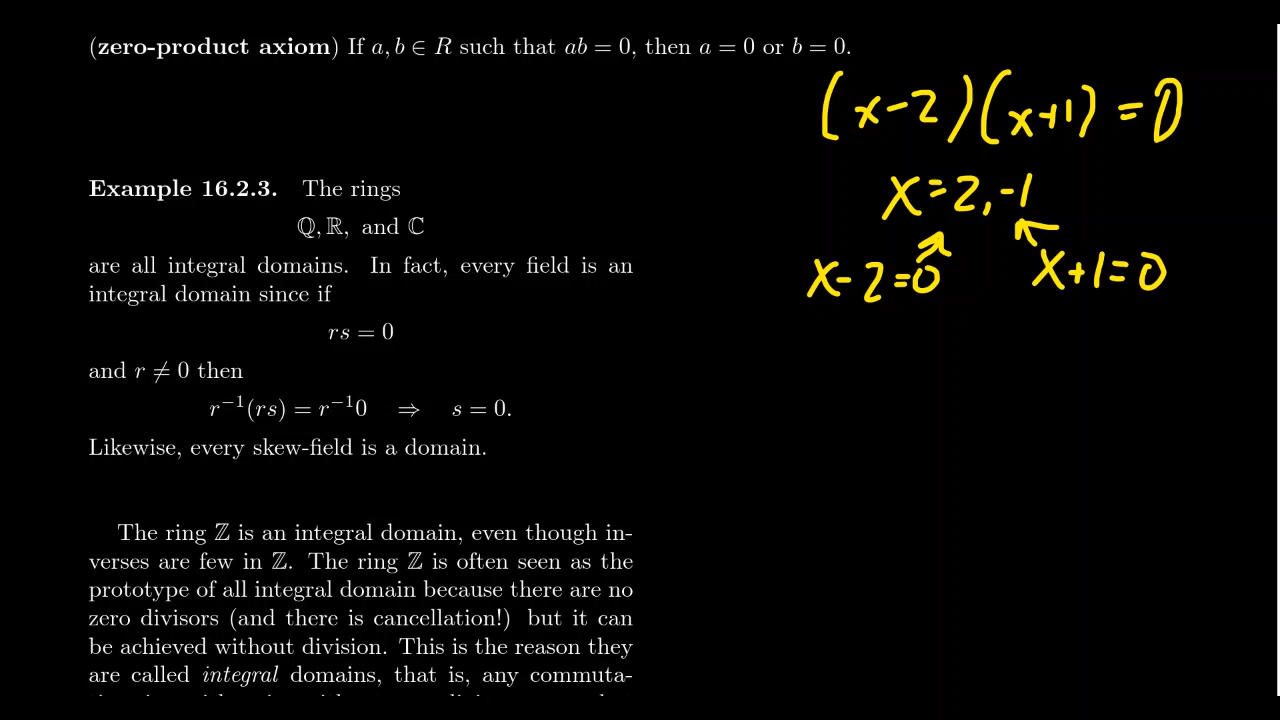 (zero-product axiom) If a, b ∈ R such that ab = 0, then a = 0 or b = 0.
(x-2)(x+1) = 0
x = 2, -1
x-2=0 x+1=0
Example 16.2.3. The rings
ℚ, ℝ, and ℂ
are all integral domains. In fact, every field is an
integral domain since if
rs = 0
and r ≠ 0 then
r⁻¹(rs) = r⁻¹0 ⇒ s = 0.
Likewise, every skew-field is a domain.
The ring ℤ is an integral domain, even though in-
verses are few in ℤ. The ring ℤ is often seen as the
prototype of all integral domain because there are no
zero divisors (and there is cancellation!) but it can
be achieved without division. This is the reason they
are called integral domains, that is, any commuta-